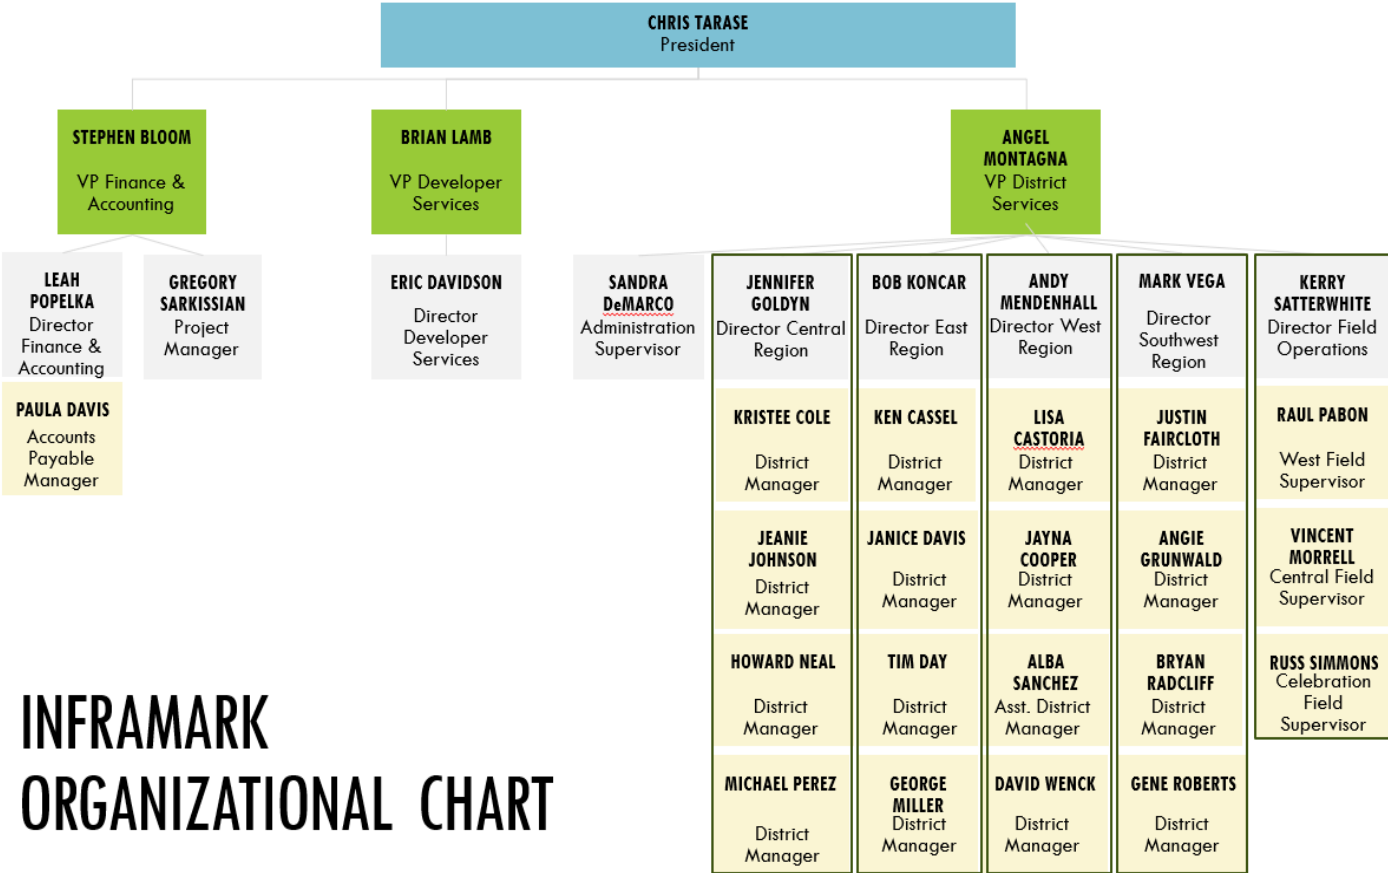 CHRIS TARASE
President
STEPHEN BLOOM
VP Finance &
Accounting
BRIAN LAMB
VP Developer
Services
ANGEL
MONTAGNA
VP District
Services
LEAH
POPELKA
Director
Finance &
Accounting
GREGORY
SARKISSIAN
Project
Manager
ERIC DAVIDSON
Director
Developer
Services
SANDRA
DeMARCO
Administration
Supervisor
JENNIFER
GOLDYN
Director Central
Region
BOB KONCAR
Director East
Region
ANDY
MENDENHALL
Director West
Region
MARK VEGA
Director
Southwest
Region
KERRY
SATTERWHITE
Director Field
Operations
PAULA DAVIS
Accounts
Payable
Manager
KRISTEE COLE
District
Manager
KEN CASSEL
District
Manager
LISA
CASTORIA
District
Manager
JUSTIN
FAIRCLOTH
District
Manager
RAUL PABON
West Field
Supervisor
JEANIE
JOHNSON
District
Manager
JANICE DAVIS
District
Manager
JAYNA
COOPER
District
Manager
ANGIE
GRUNWALD
District
Manager
VINCENT
MORRELL
Central Field
Supervisor
HOWARD NEAL
District
Manager
TIM DAY
District
Manager
ALBA
SANCHEZ
Asst. District
Manager
BRYAN
RADCLIFF
District
Manager
RUSS SIMMONS
Celebration
Field
Supervisor
MICHAEL PEREZ
District
Manager
GEORGE
MILLER
District
Manager
DAVID WENCK
District
Manager
GENE ROBERTS
District
Manager
INFRAMARK
ORGANIZATIONAL CHART